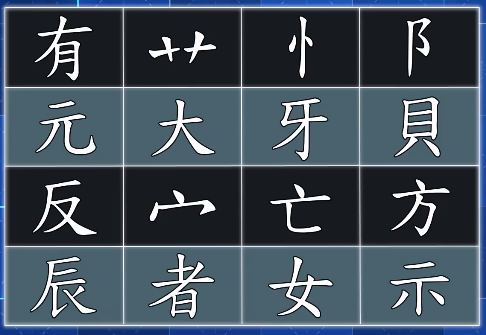 有 艹 忄 阝
元 大 牙 貝
反 宀 亡 方
辰 者 女 示